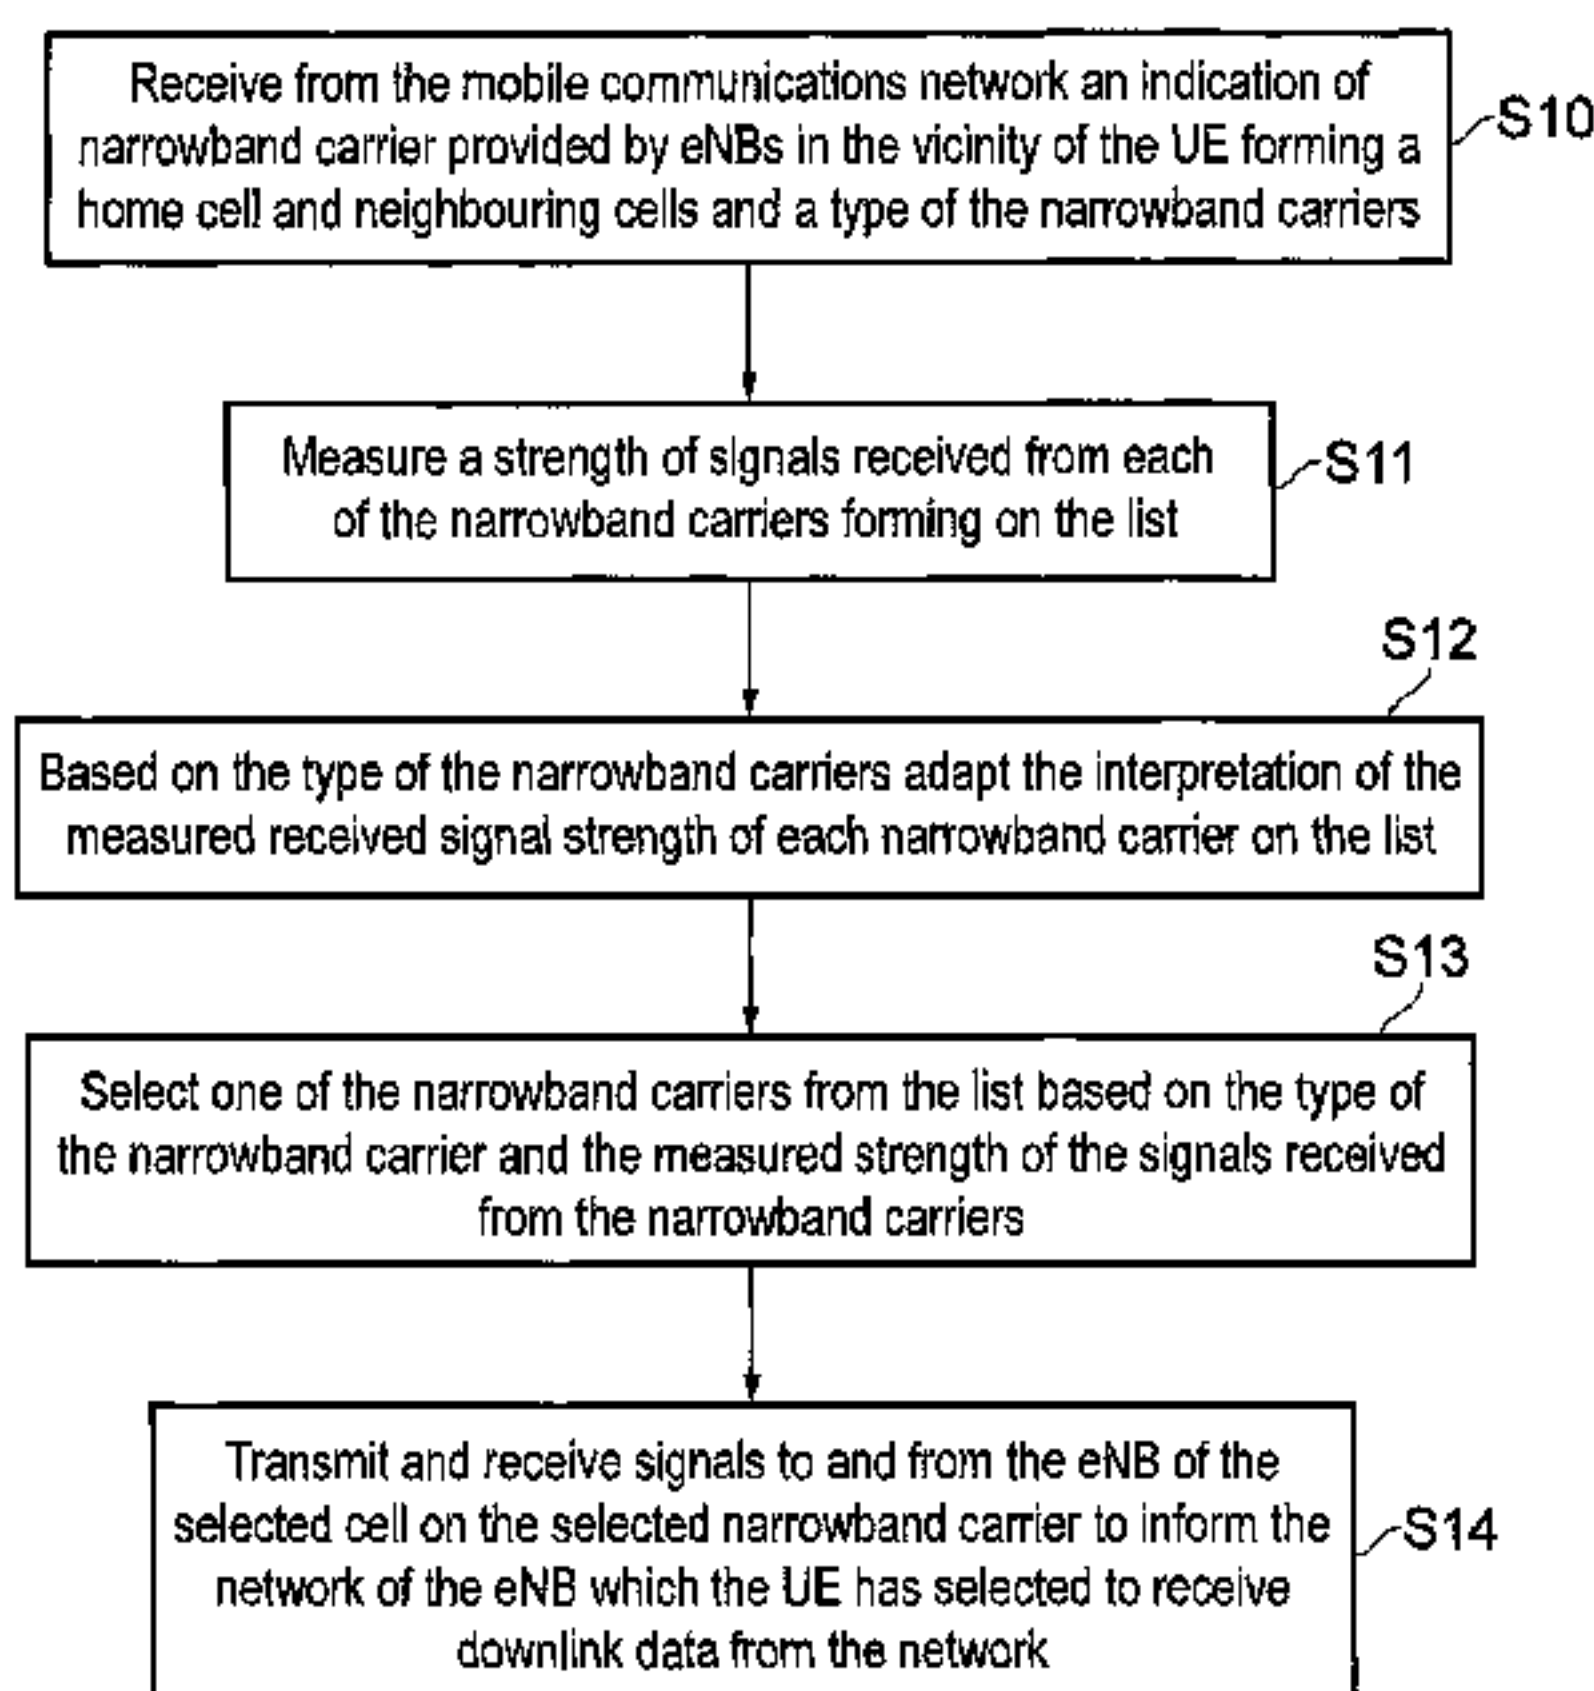 Receive from the mobile communications network an indication of
narrowband carrier provided by eNBs in the vicinity of the UE forming a
home cell and neighbouring cells and a type of the narrowband carriers
S10
Measure a strength of signals received from each
of the narrowband carriers forming on the list
S11
S12
Based on the type of the narrowband carriers adapt the interpretation of the
measured received signal strength of each narrowband carrier on the list
S13
Select one of the narrowband carriers from the list based on the type of
the narrowband carrier and the measured strength of the signals received
from the narrowband carriers
Transmit and receive signals to and from the eNB of the
selected cell on the selected narrowband carrier to inform the
network of the eNB which the UE has selected to receive
downlink data from the network
S14